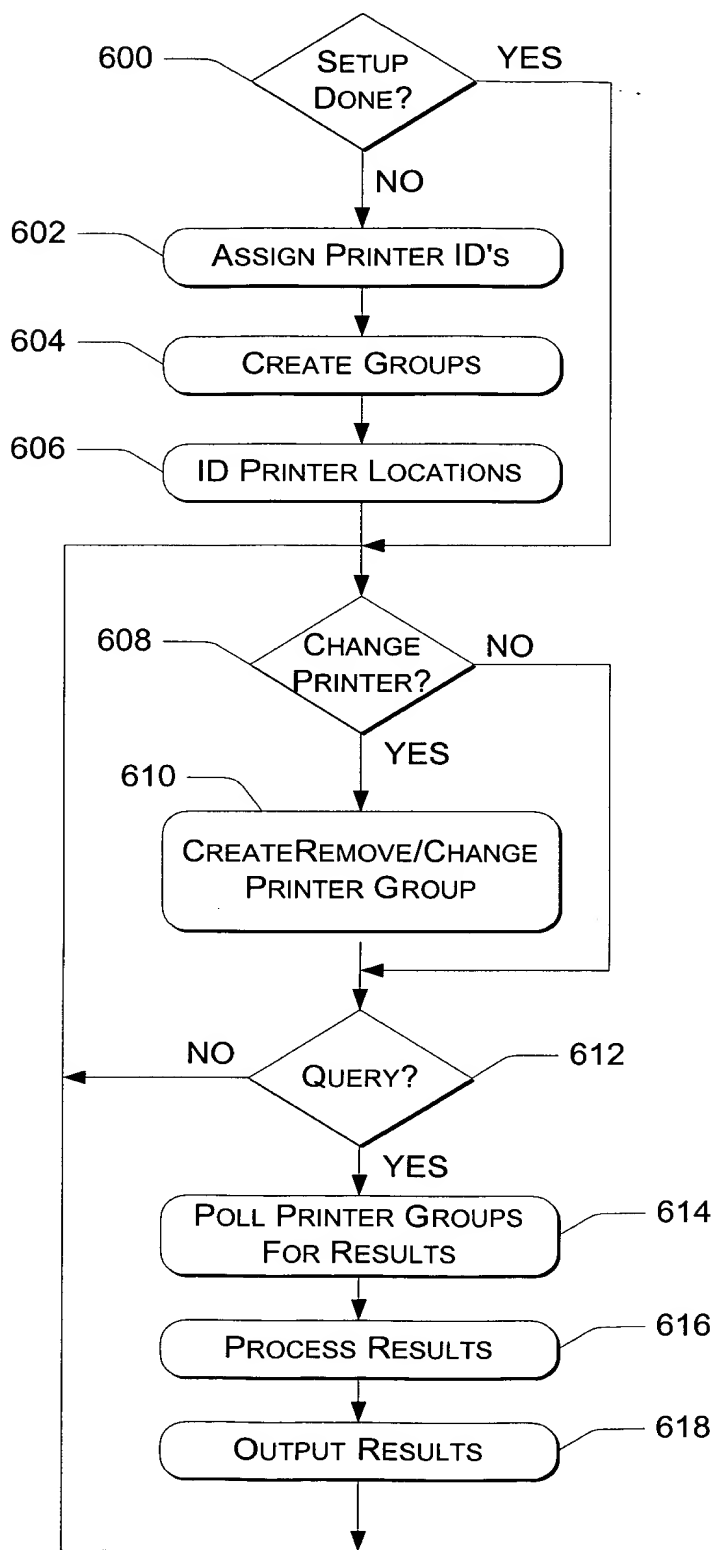 600
SETUP
DONE?
YES
NO
602
ASSIGN PRINTER ID'S
604
CREATE GROUPS
606
ID PRINTER LOCATIONS
608
CHANGE
PRINTER?
NO
YES
610
CREATEREMOVE/CHANGE
PRINTER GROUP
NO
QUERY?
612
YES
POLL PRINTER GROUPS
FOR RESULTS
614
PROCESS RESULTS
616
OUTPUT RESULTS
618